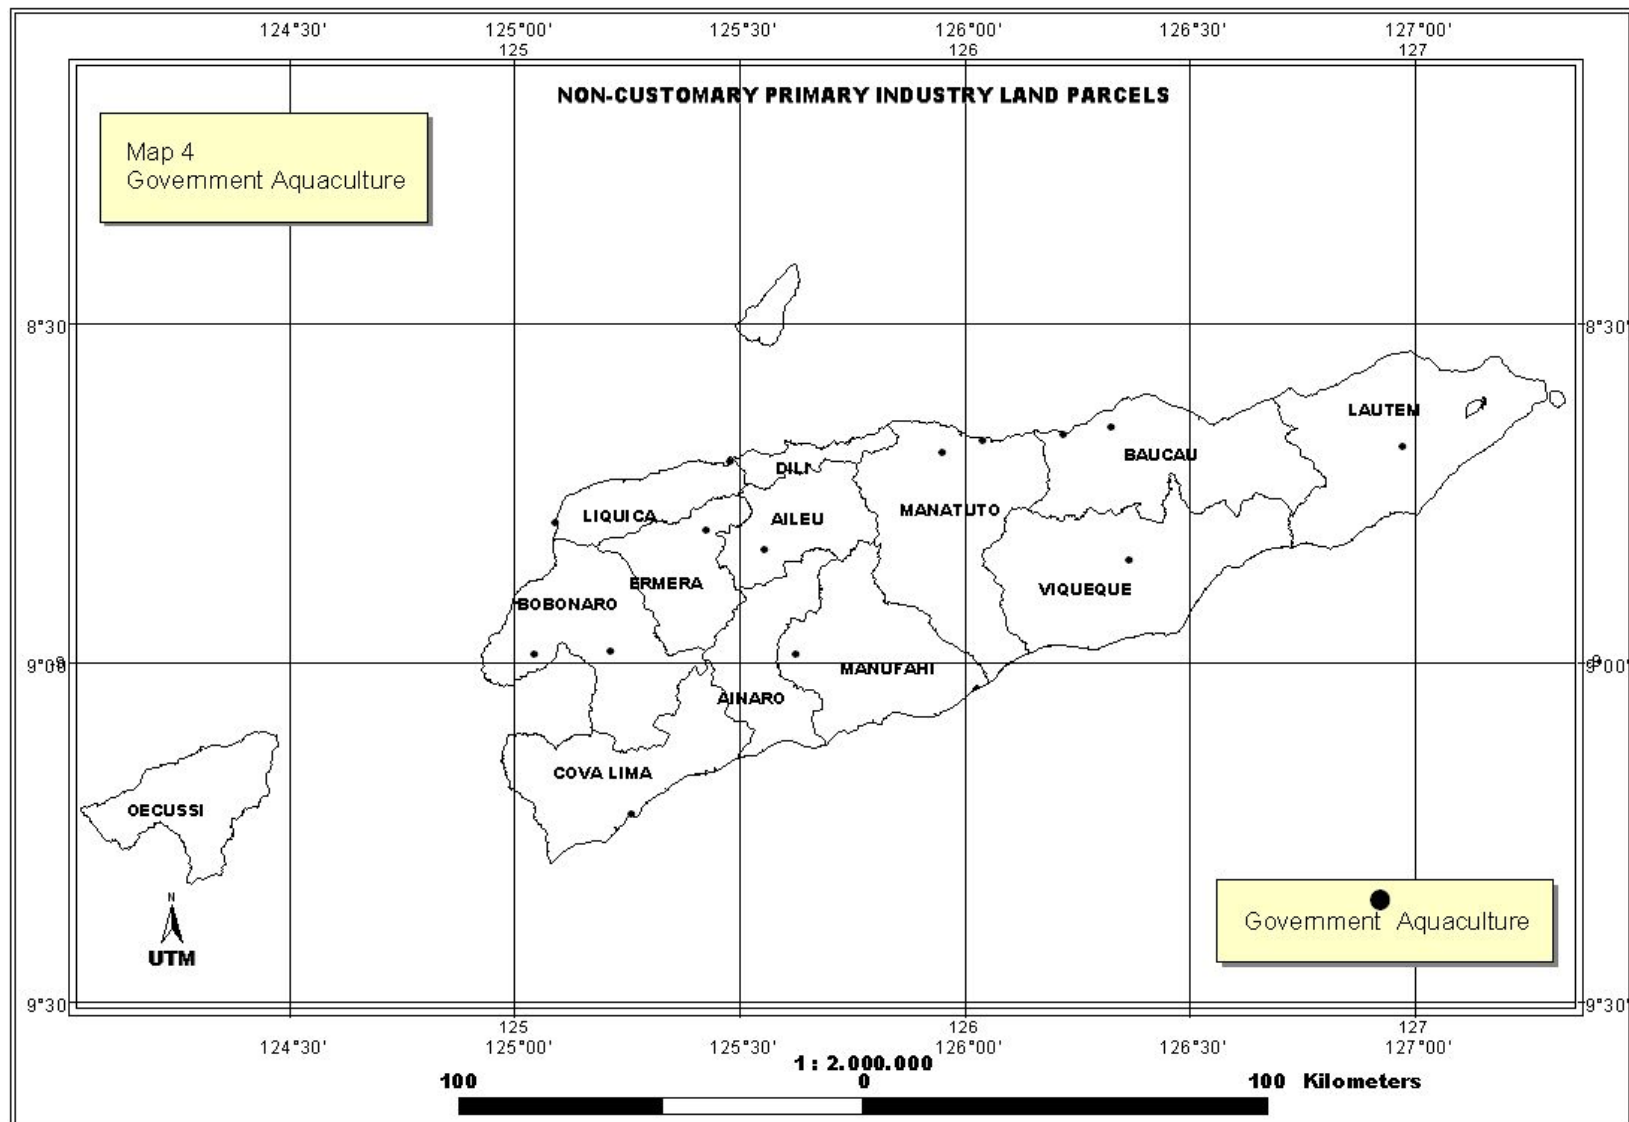 124°30' 125°00' 125°30' 126°00' 126°30' 127°00'
125 126 127
NON-CUSTOMARY PRIMARY INDUSTRY LAND PARCELS
Map 4
Government Aquaculture
8°30' 8°30'
LAUTEM
BAUCAU
DILI
MANATUTO
LIQUICA
AILEU
ERMERA
VIQUEQUE
BOBONARO
9°00' 9°00'
MANUFAHI
AINARO
COVA LIMA
OECUSSI
N
UTM
Government Aquaculture
9°30' 9°30'
125 126 127
124°30' 125°00' 125°30' 126°00' 126°30' 127°00'
1 : 2.000.000
100 0 100 Kilometers